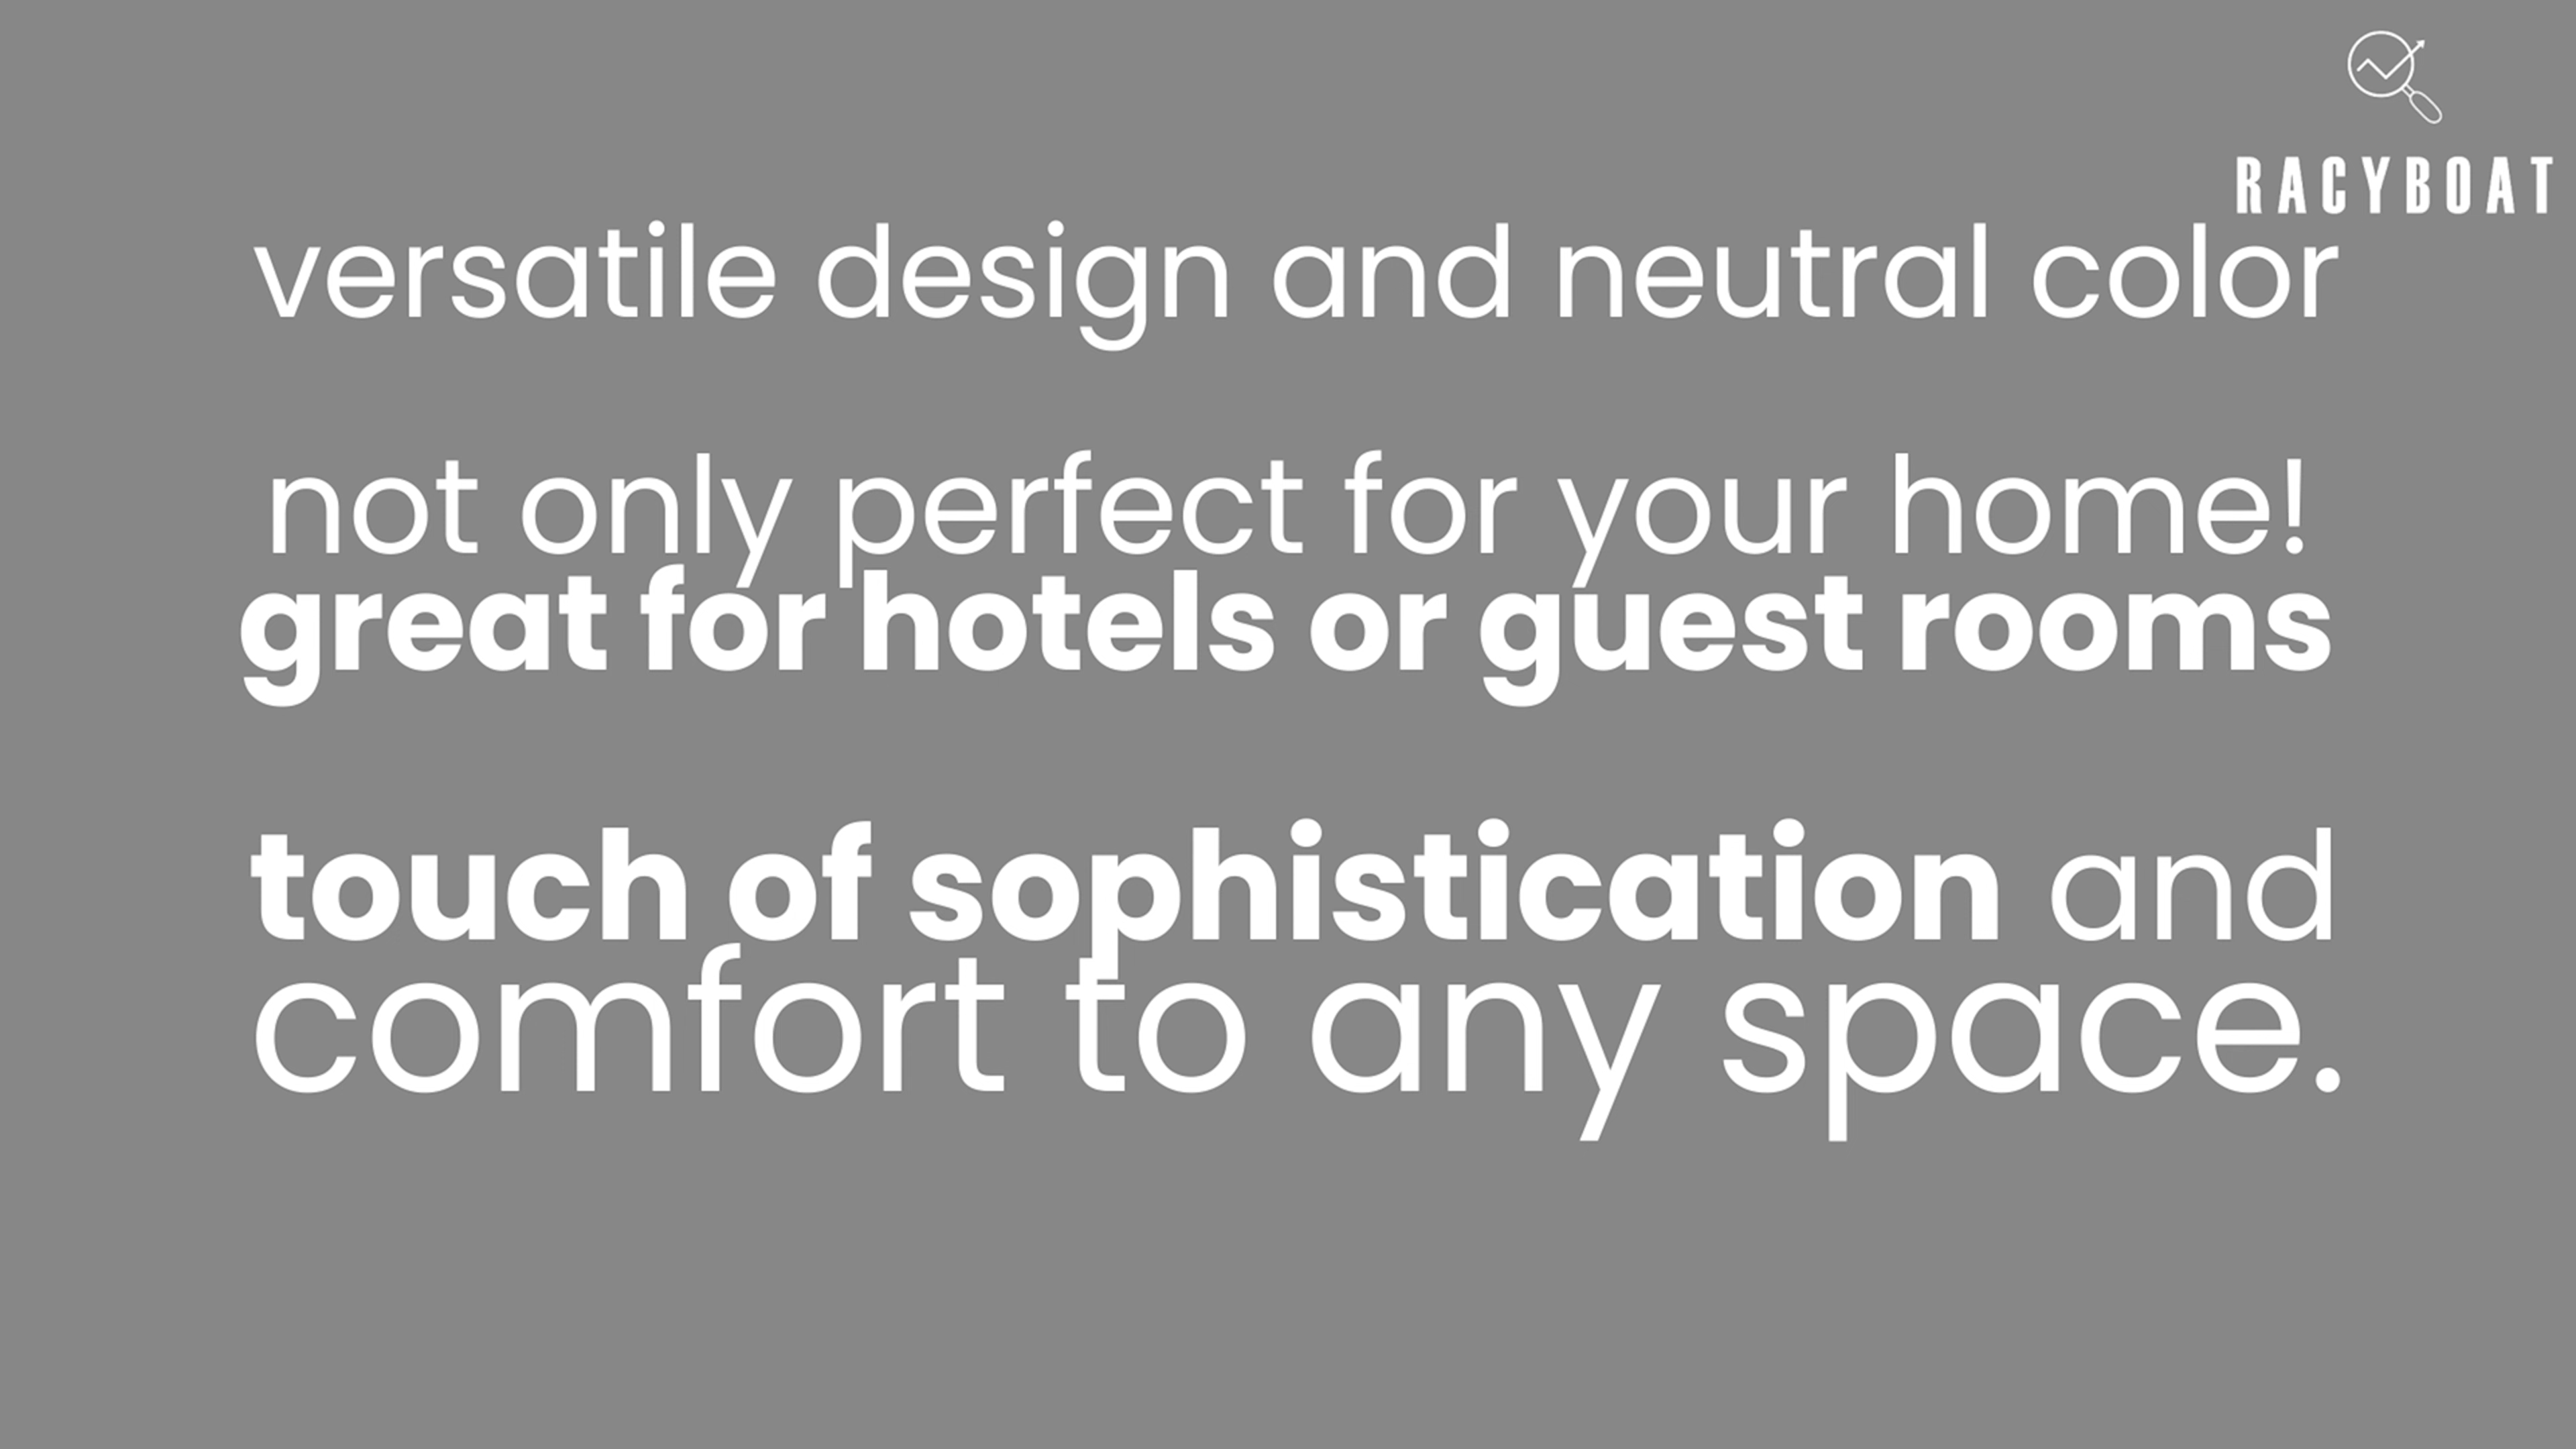 RACYBOAT
versatile design and neutral color
not only perfect for your home!
great for hotels or guest rooms
touch of sophistication and
comfort to any space.